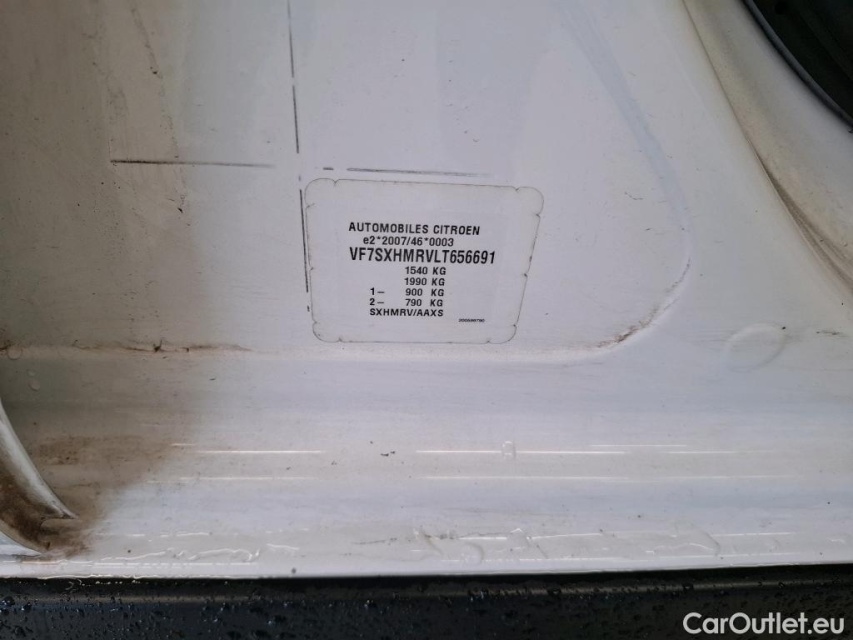 AUTOMOBILES CITROEN
e2*2007/46*0003
VF7SXHMRVLT656691
1540 KG
1990 KG
1– 900 KG
2– 790 KG
SXHMRV/AAXS
CarOutlet.eu